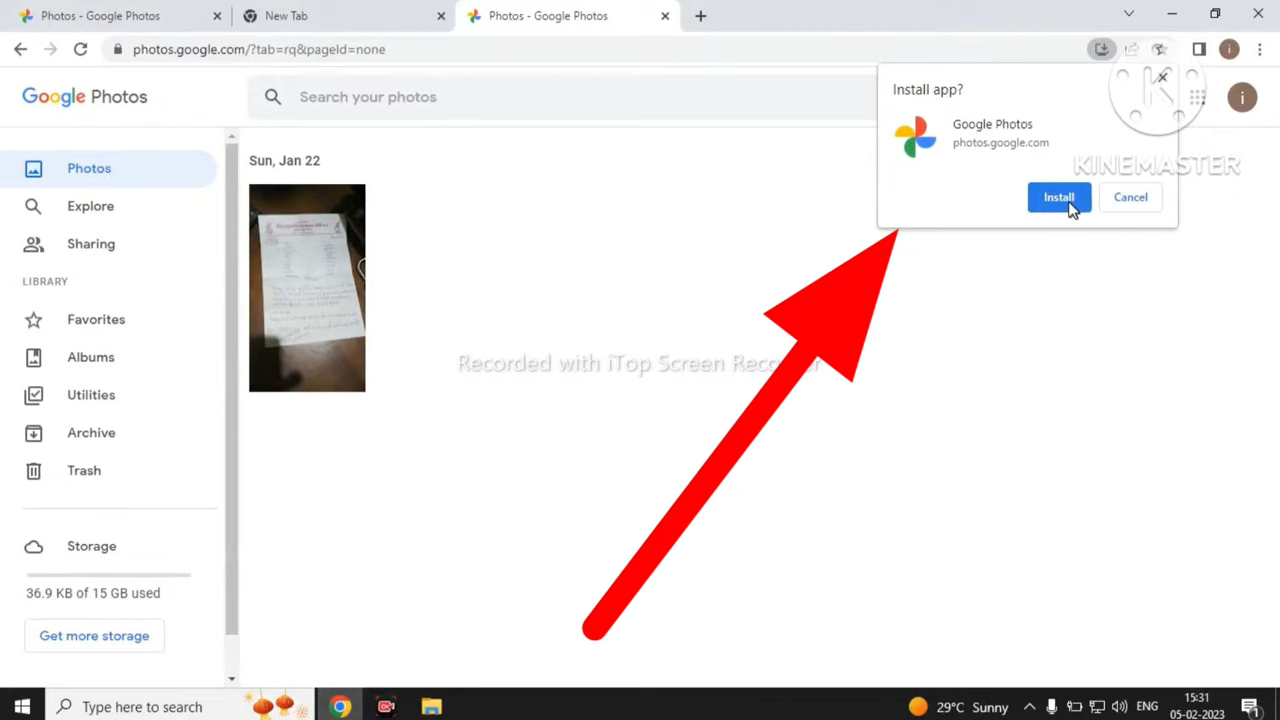 Photos - Google Photos
New Tab
Photos - Google Photos
photos.google.com/?tab=rq&pageId=none
Google Photos
Search your photos
i
i
Install app?
Google Photos
photos.google.com
Install
Cancel
K
KINEMASTER
Photos
Explore
Sharing
LIBRARY
Favorites
Albums
Utilities
Archive
Trash
Storage
36.9 KB of 15 GB used
Get more storage
Sun, Jan 22
Recorded with iTop Screen Reco
r
Type here to search
29°C Sunny
ENG
15:31
05-02-2023
1